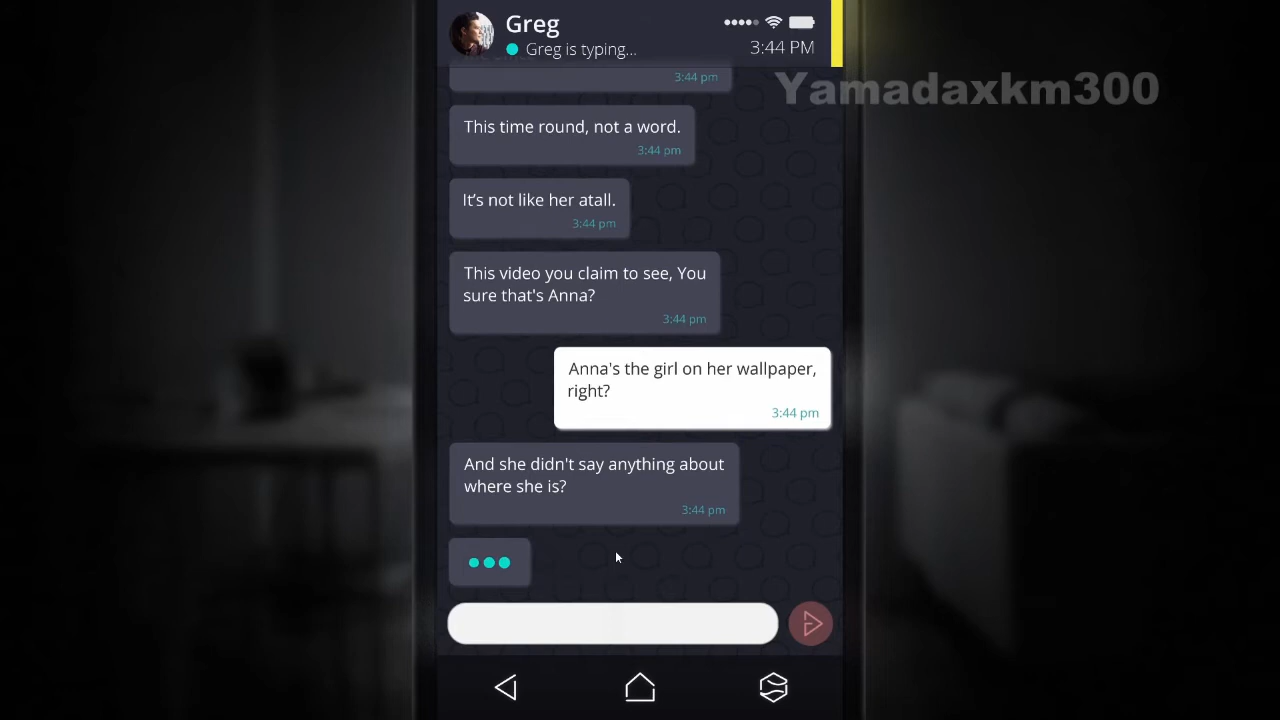 Greg
Greg is typing...
3:44 PM
Yamadaxkm300
3:44 pm
This time round, not a word.
3:44 pm
It's not like her atall.
3:44 pm
This video you claim to see, You
sure that's Anna?
3:44 pm
Anna's the girl on her wallpaper,
right?
3:44 pm
And she didn't say anything about
where she is?
3:44 pm